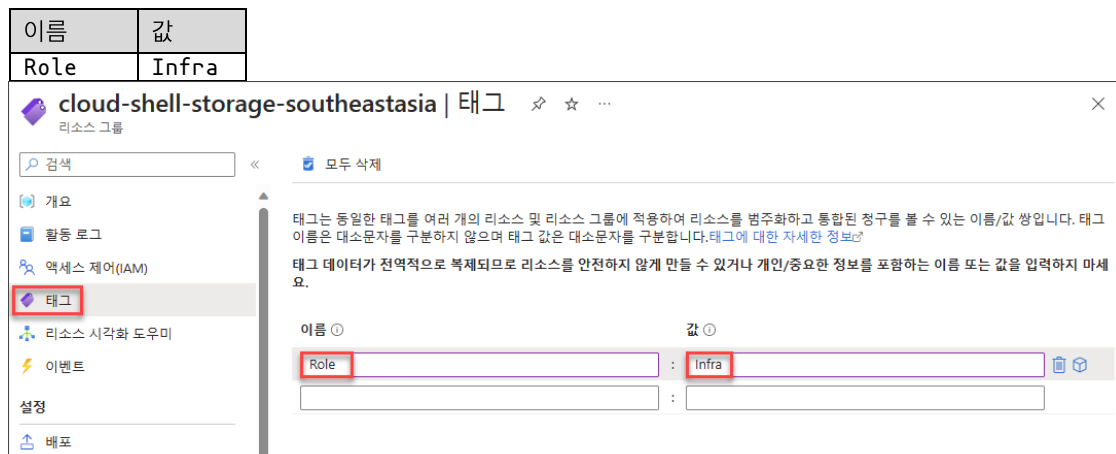 이름 값
Role Infra
cloud-shell-storage-southeastasia | 태그
리소스 그룹
검색
모두 삭제
개요
활동 로그
액세스 제어(IAM)
태그
리소스 시각화 도우미
이벤트
설정
배포
태그는 동일한 태그를 여러 개의 리소스 및 리소스 그룹에 적용하여 리소스를 범주화하고 통합된 청구를 볼 수 있는 이름/값 쌍입니다. 태그
이름은 대소문자를 구분하지 않으며 태그 값은 대소문자를 구분합니다.태그에 대한 자세한 정보
태그 데이터가 전역적으로 복제되므로 리소스를 안전하지 않게 만들 수 있거나 개인/중요한 정보를 포함하는 이름 또는 값을 입력하지 마세
요.
이름 값
Role : Infra
: